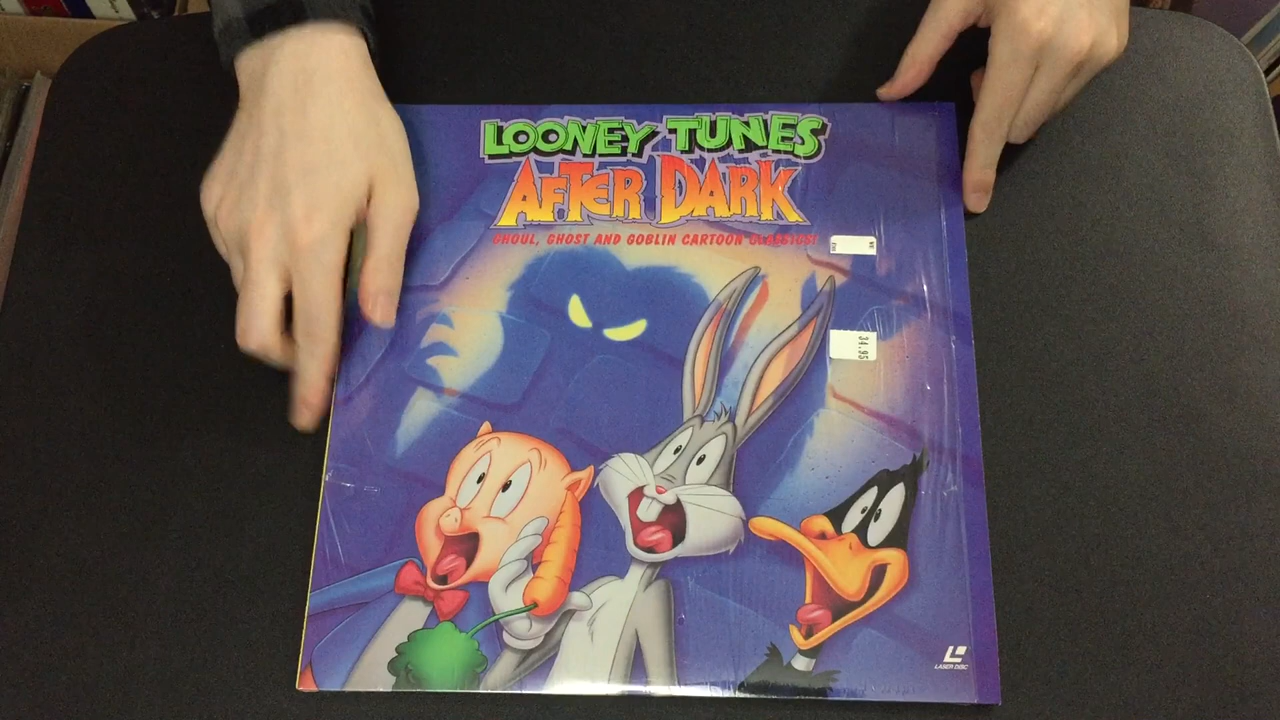 LOONEY TUNES
AFTER DARK
GHOUL, GHOST AND GOBLIN CARTOON CLASSICS!
34.95
LASER DISC